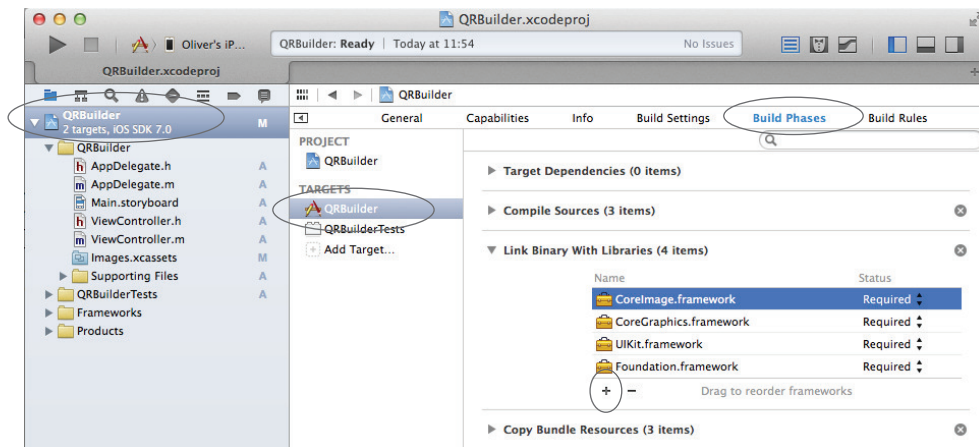 QRBuilder.xcodeproj
Oliver's iP...
QRBuilder: Ready | Today at 11:54
No Issues
QRBuilder.xcodeproj
QRBuilder
2 targets, iOS SDK 7.0
M
QRBuilder
AppDelegate.h
A
AppDelegate.m
A
Main.storyboard
A
ViewController.h
A
ViewController.m
A
Images.xcassets
M
Supporting Files
A
QRBuilderTests
A
Frameworks
Products
QRBuilder
General
Capabilities
Info
Build Settings
Build Phases
Build Rules
PROJECT
QRBuilder
TARGETS
QRBuilder
QRBuilderTests
Add Target...
Target Dependencies (0 items)
Compile Sources (3 items)
Link Binary With Libraries (4 items)
Name
Status
CoreImage.framework
Required
CoreGraphics.framework
Required
UIKit.framework
Required
Foundation.framework
Required
+ −
Drag to reorder frameworks
Copy Bundle Resources (3 items)